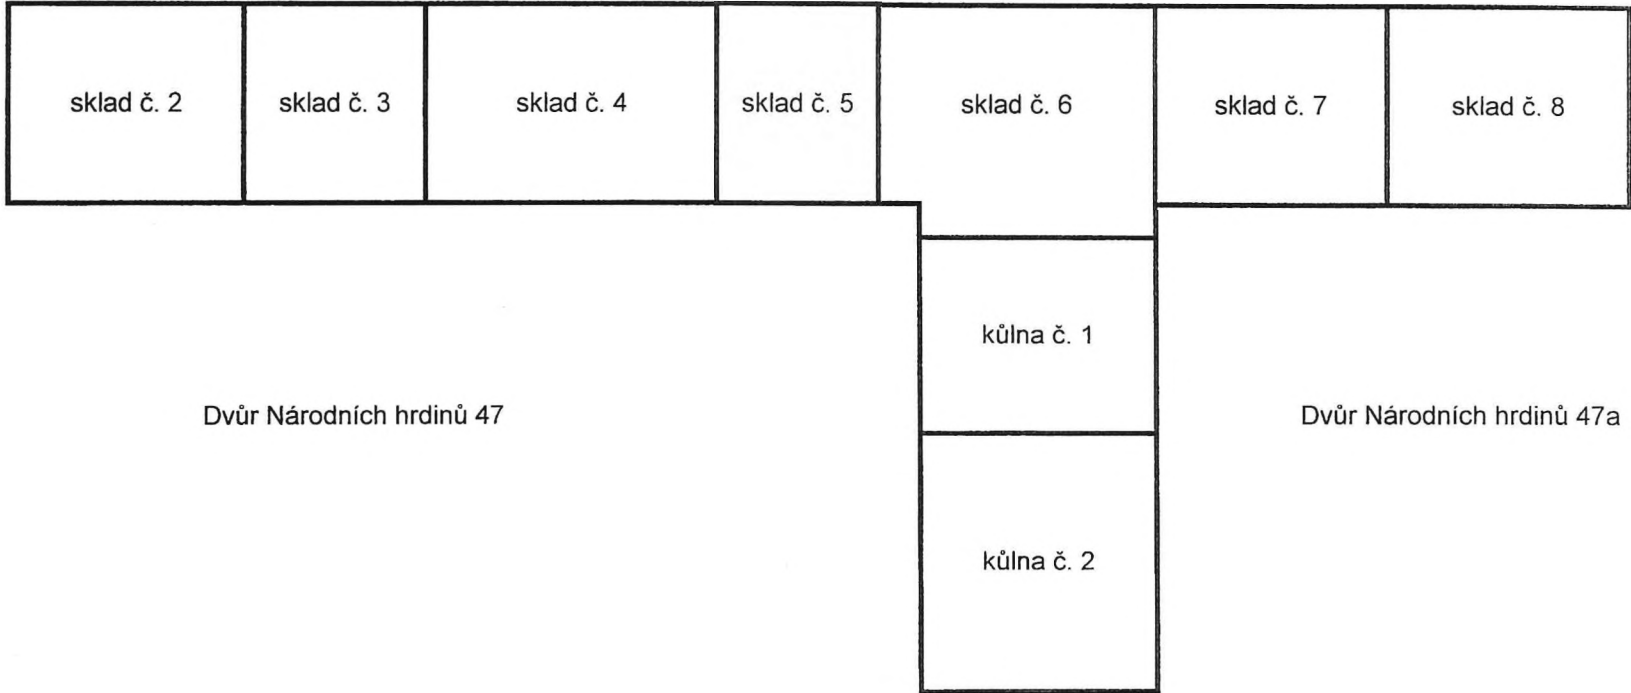 sklad č. 2
sklad č. 3
sklad č. 4
sklad č. 5
sklad č. 6
sklad č. 7
sklad č. 8
kůlna č. 1
Dvůr Národních hrdinů 47
Dvůr Národních hrdinů 47a
kůlna č. 2